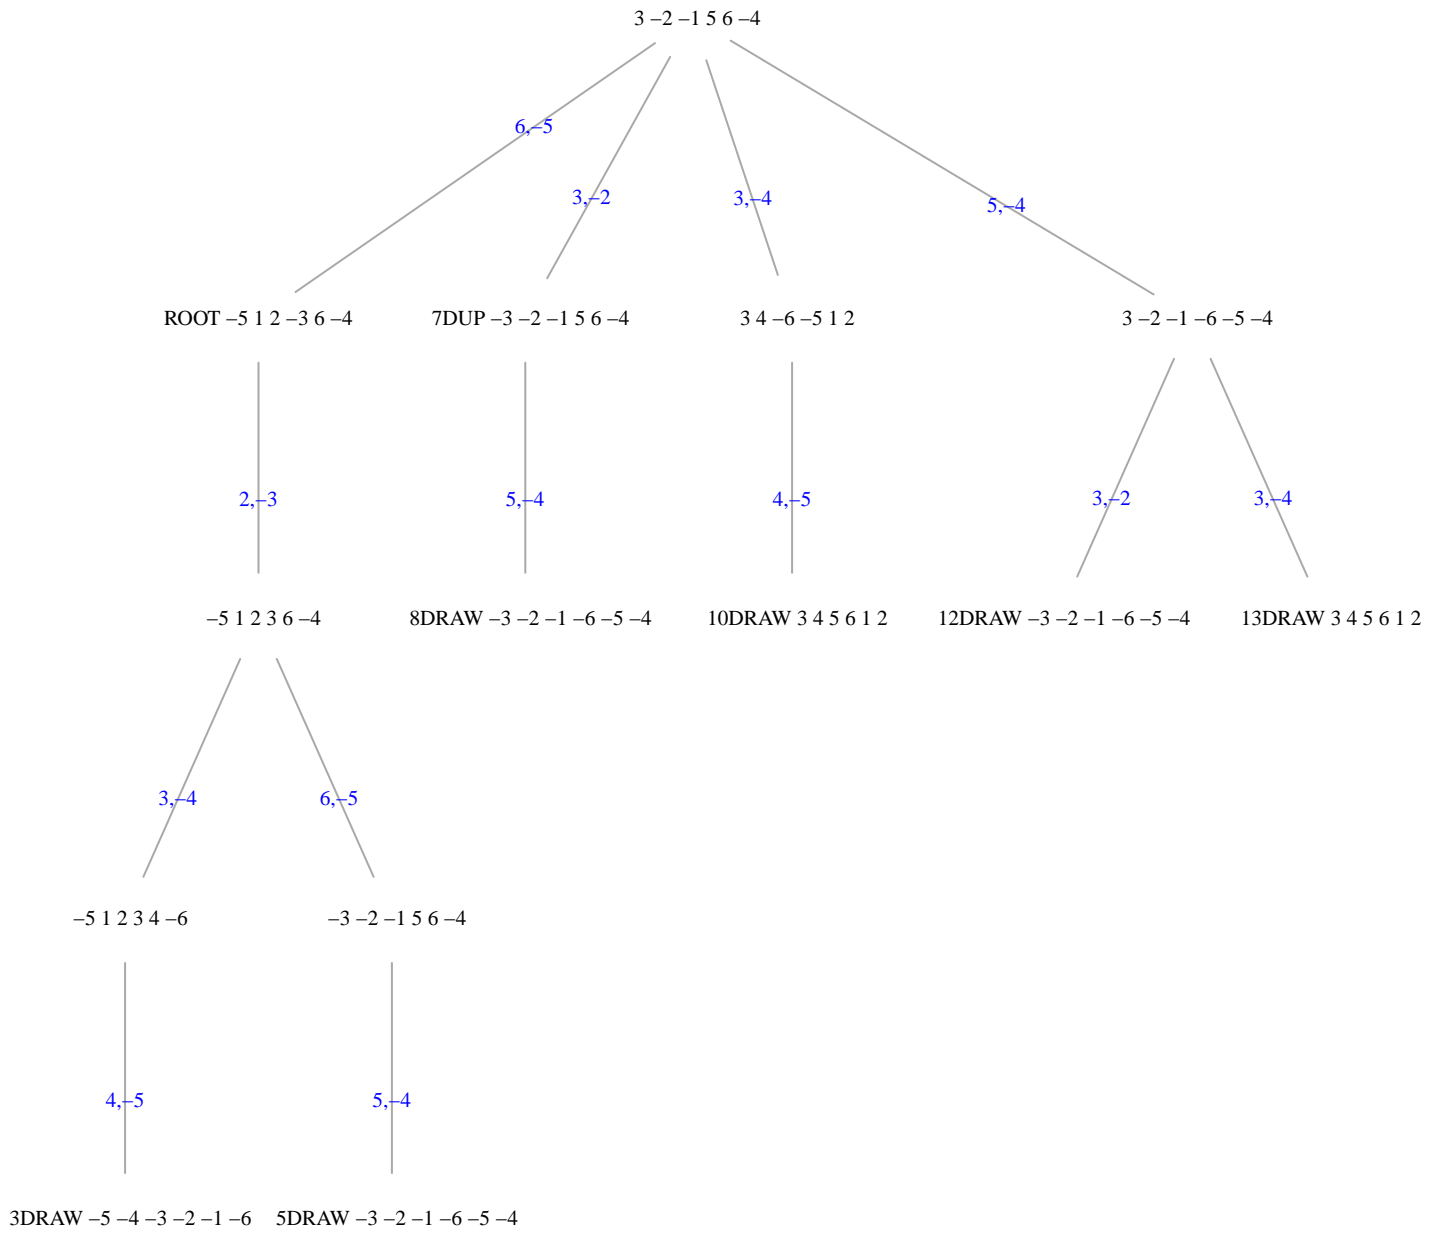 3 –2 –1 5 6 –4
6,–5
3,–2
3,–4
5,–4
ROOT –5 1 2 –3 6 –4
7DUP –3 –2 –1 5 6 –4
3 4 –6 –5 1 2
3 –2 –1 –6 –5 –4
2,–3
5,–4
4,–5
3,–2
3,–4
–5 1 2 3 6 –4
8DRAW –3 –2 –1 –6 –5 –4
10DRAW 3 4 5 6 1 2
12DRAW –3 –2 –1 –6 –5 –4
13DRAW 3 4 5 6 1 2
3,–4
6,–5
–5 1 2 3 4 –6
–3 –2 –1 5 6 –4
4,–5
5,–4
3DRAW –5 –4 –3 –2 –1 –6
5DRAW –3 –2 –1 –6 –5 –4